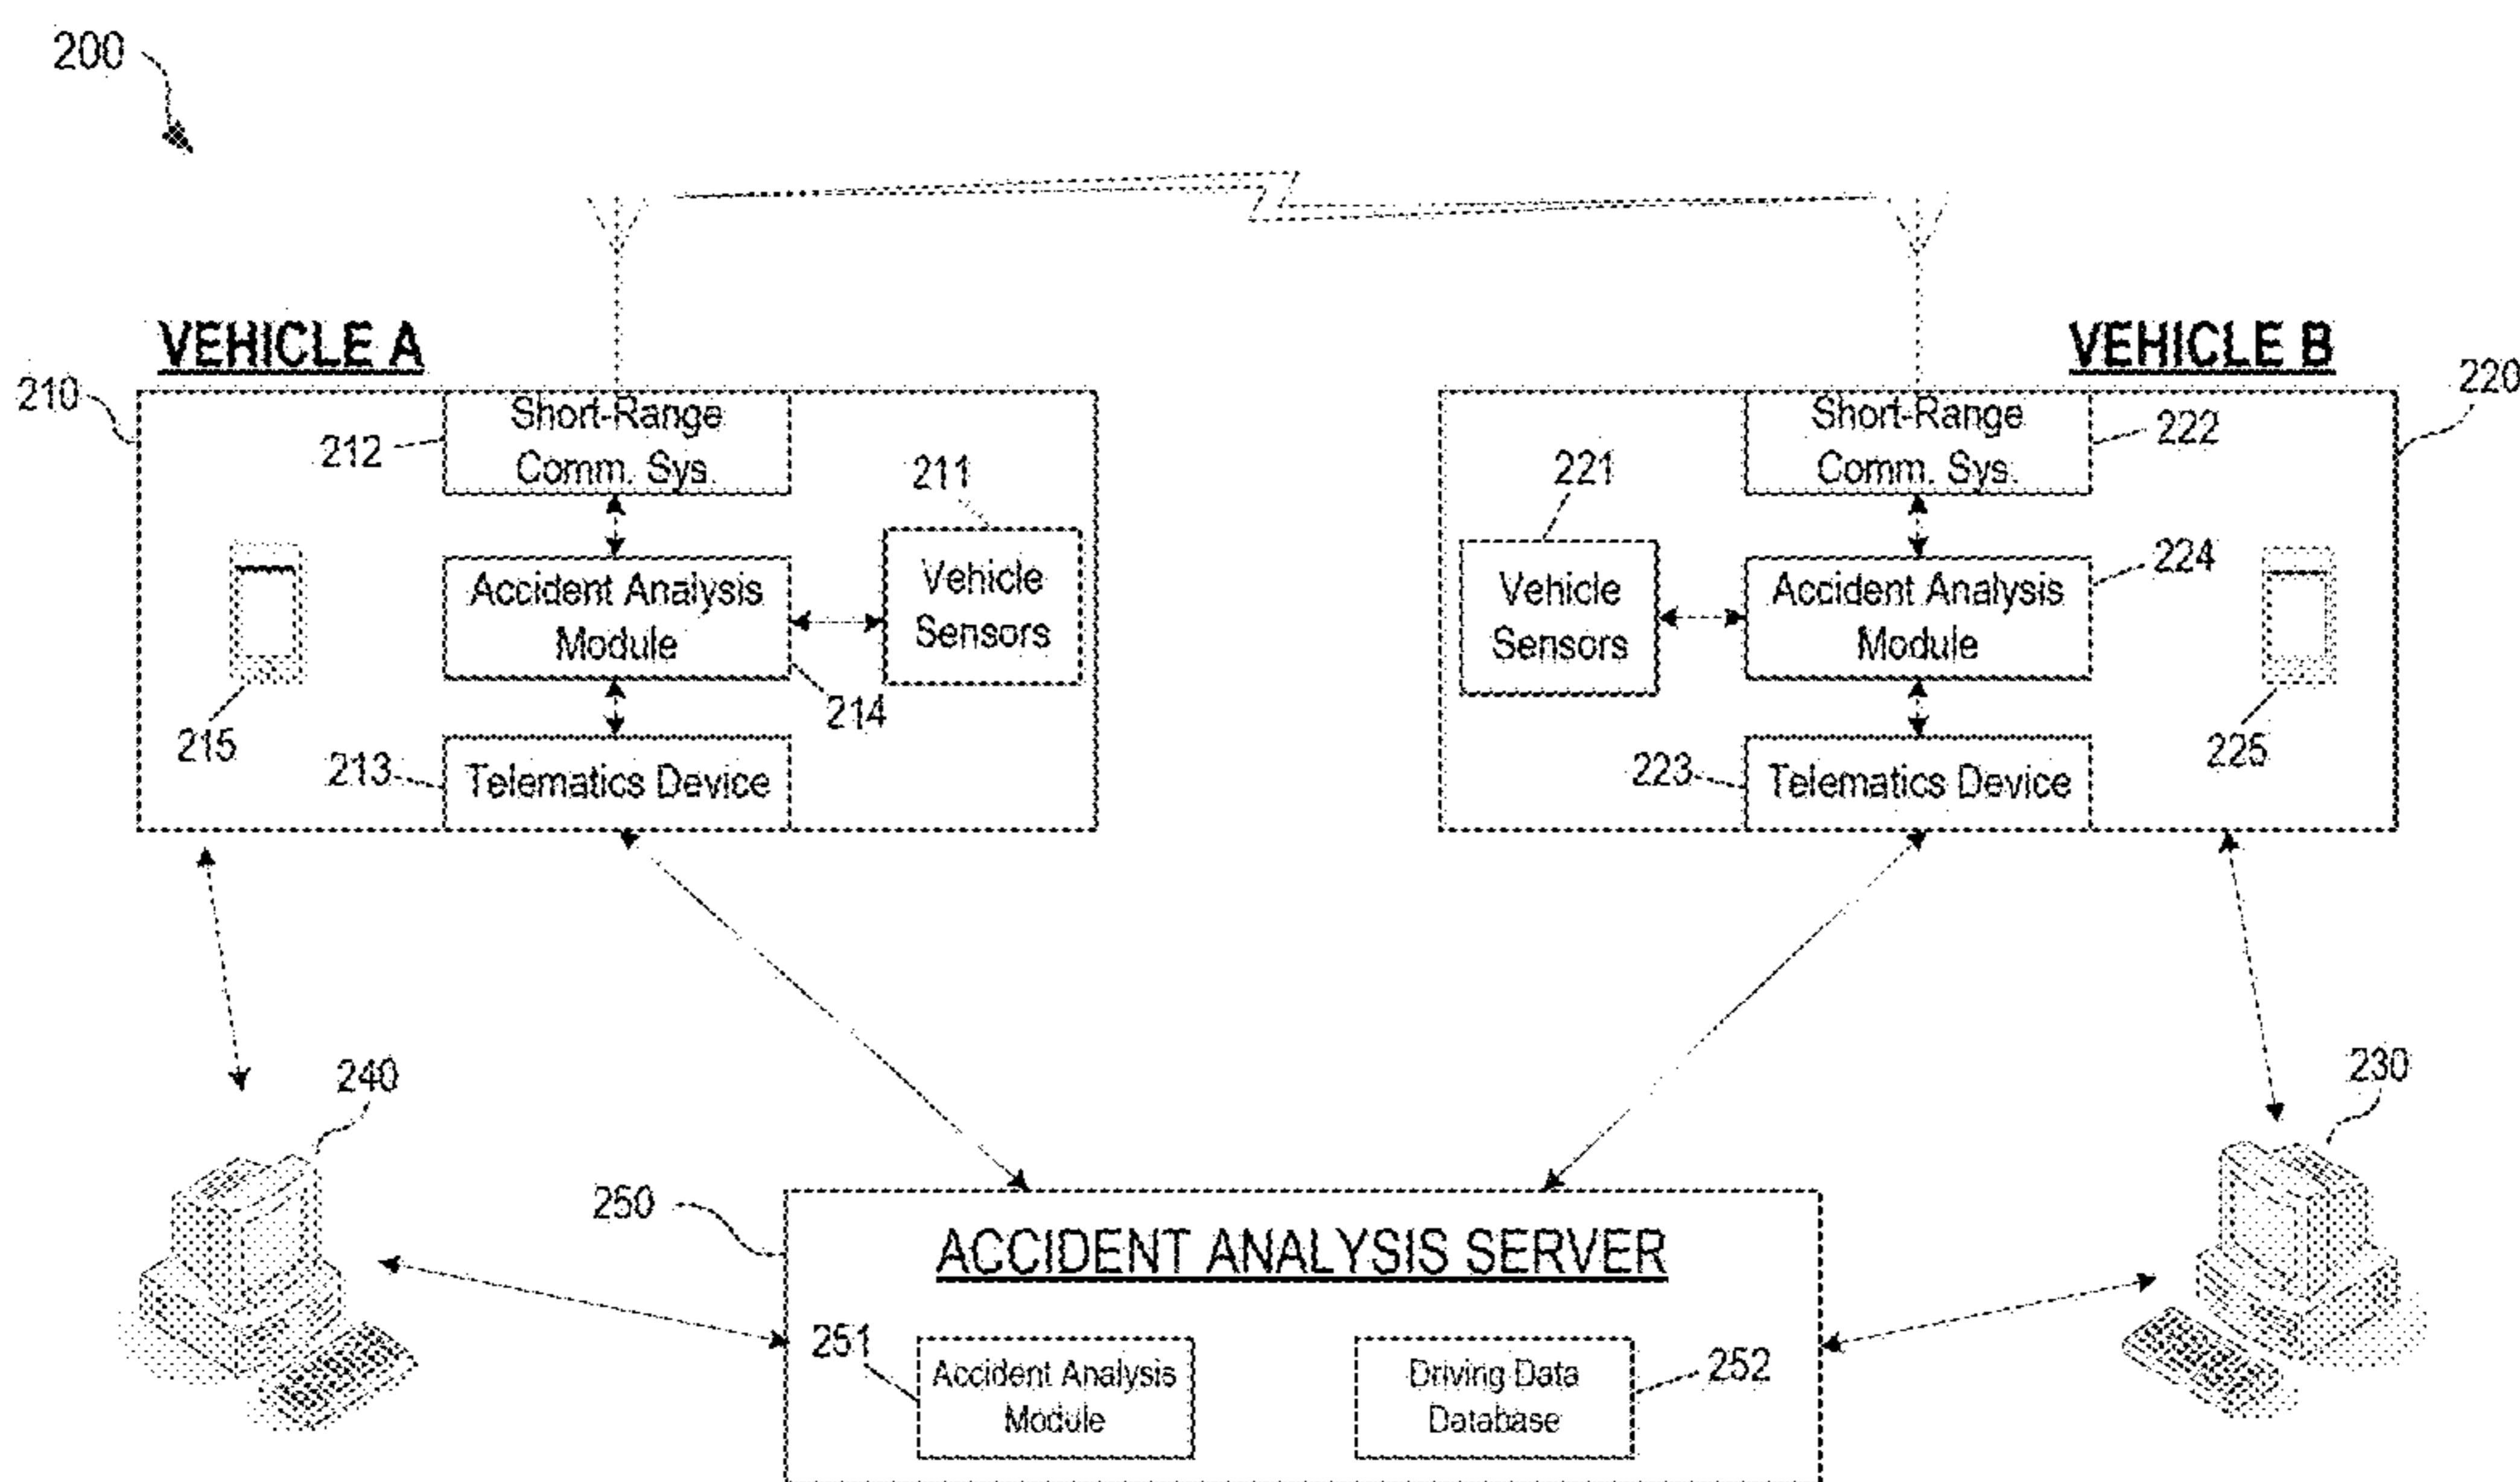 200
VEHICLE A
VEHICLE B
210
220
Short-Range
Comm. Sys.
212
211
Short-Range
Comm. Sys.
222
221
Accident Analysis
Module
Vehicle
Sensors
214
215
213
Telematics Device
Vehicle
Sensors
Accident Analysis
Module
224
225
223
Telematics Device
240
230
250
ACCIDENT ANALYSIS SERVER
251
Accident Analysis
Module
Driving Data
Database
252